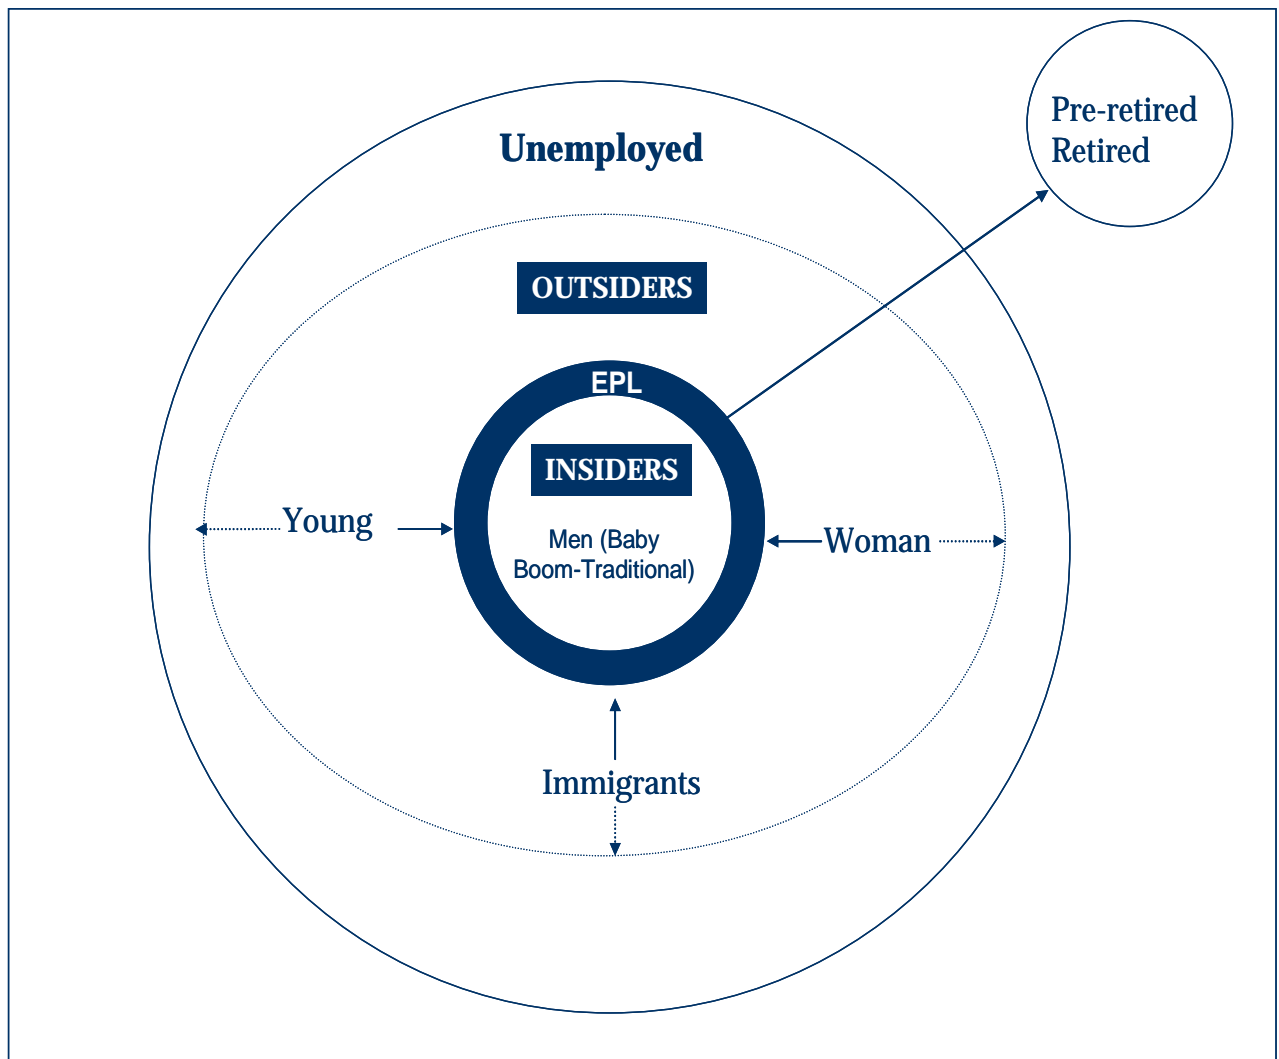 Pre-retired
Retired
Unemployed
OUTSIDERS
EPL
INSIDERS
Young
Men (Baby
Boom-Traditional)
Woman
Immigrants